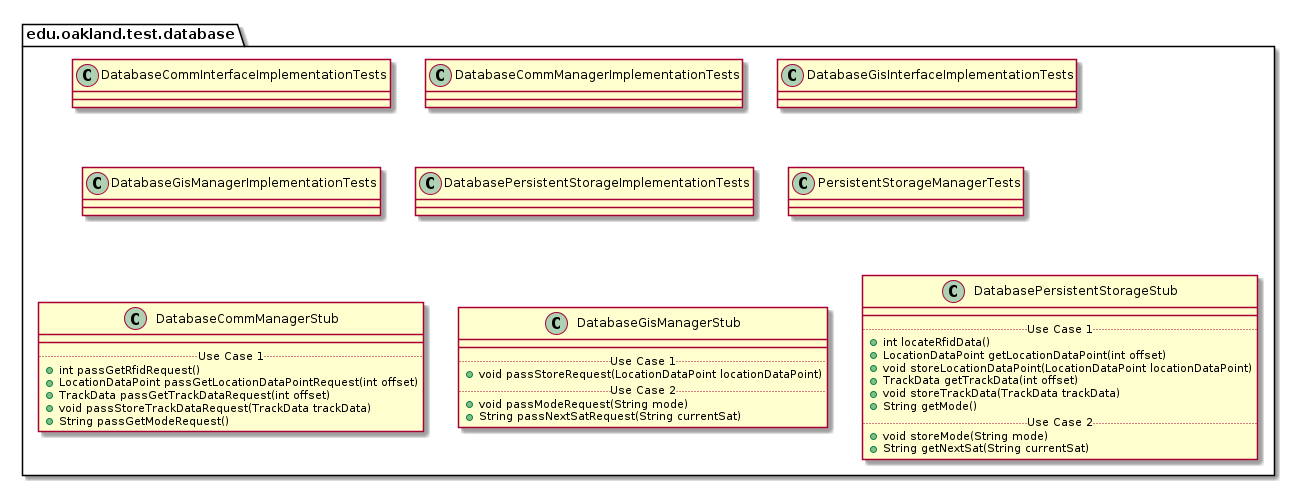 edu.oakland.test.database
C DatabaseCommInterfaceImplementationTests
C DatabaseCommManagerImplementationTests
C DatabaseGisInterfaceImplementationTests
C DatabaseGisManagerImplementationTests
C DatabasePersistentStorageImplementationTests
C PersistentStorageManagerTests
C DatabaseCommManagerStub
Use Case 1
int passGetRfidRequest()
LocationDataPoint passGetLocationDataPointRequest(int offset)
TrackData passGetTrackDataRequest(int offset)
void passStoreTrackDataRequest(TrackData trackData)
String passGetModeRequest()
C DatabaseGisManagerStub
Use Case 1
void passStoreRequest(LocationDataPoint locationDataPoint)
Use Case 2
void passModeRequest(String mode)
String passNextSatRequest(String currentSat)
C DatabasePersistentStorageStub
Use Case 1
int locateRfidData()
LocationDataPoint getLocationDataPoint(int offset)
void storeLocationDataPoint(LocationDataPoint locationDataPoint)
TrackData getTrackData(int offset)
void storeTrackData(TrackData trackData)
String getMode()
Use Case 2
void storeMode(String mode)
String getNextSat(String currentSat)